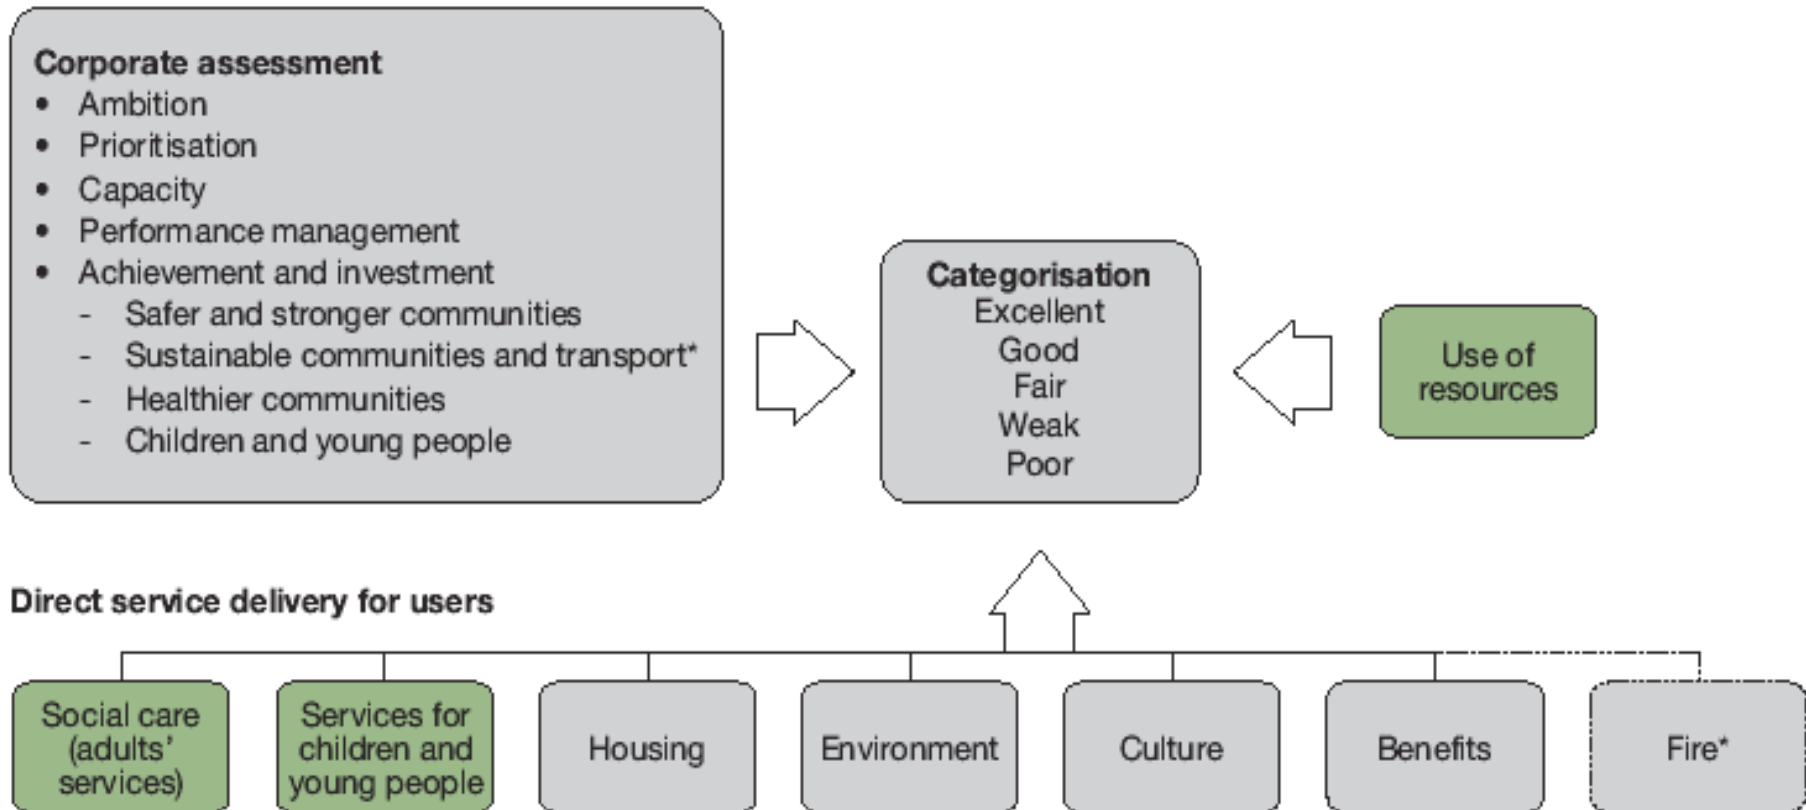 Corporate assessment
• Ambition
• Prioritisation
• Capacity
• Performance management
• Achievement and investment
- Safer and stronger communities
- Sustainable communities and transport*
- Healthier communities
- Children and young people
Categorisation
Excellent
Good
Fair
Weak
Poor
Use of
resources
Direct service delivery for users
Social care
(adults’
services)
Services for
children and
young people
Housing
Environment
Culture
Benefits
Fire*